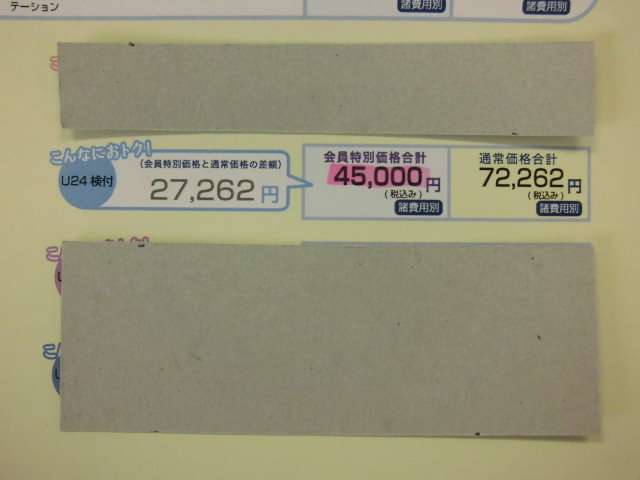 テーション
諸費用別
諸費用別
こんなにおトク!
U24 検付
(会員特別価格と通常価格の差額)
27,262円
会員特別価格合計
45,000円
(税込み)
諸費用別
通常価格合計
72,262円
(税込み)
諸費用別